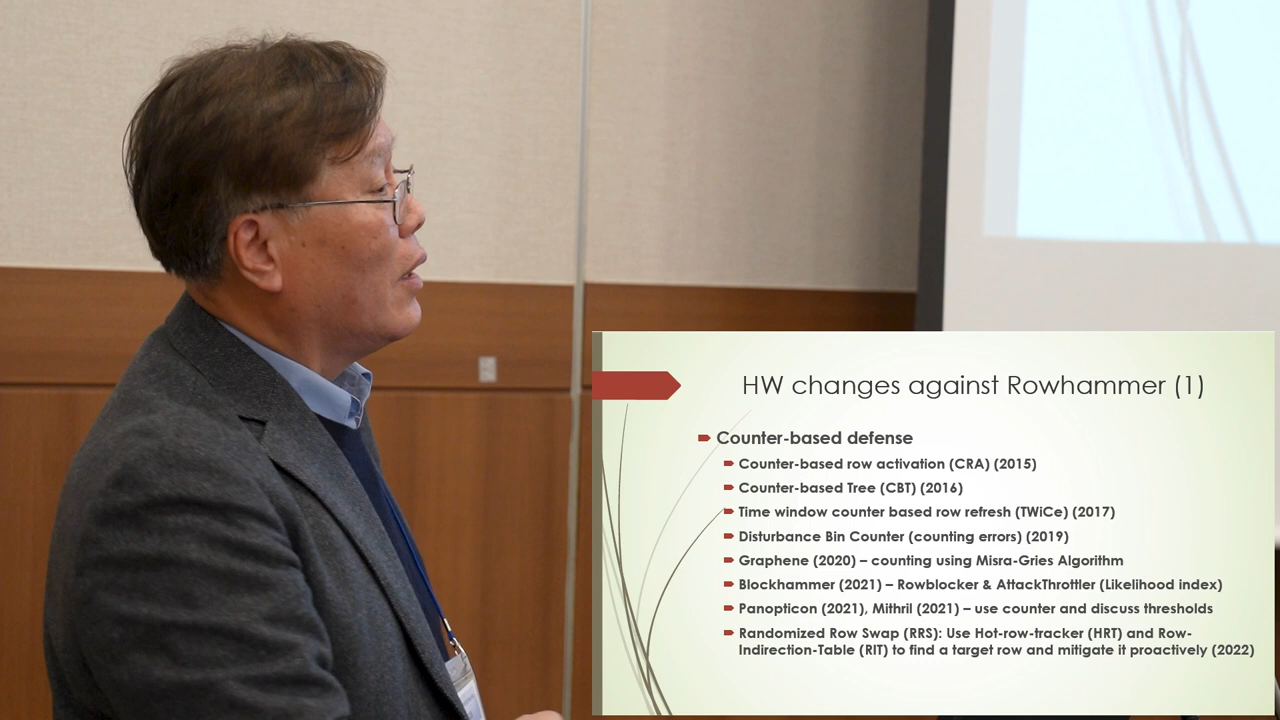 HW changes against Rowhammer (1)
Counter-based defense
Counter-based row activation (CRA) (2015)
Counter-based Tree (CBT) (2016)
Time window counter based row refresh (TWiCe) (2017)
Disturbance Bin Counter (counting errors) (2019)
Graphene (2020) – counting using Misra-Gries Algorithm
Blockhammer (2021) – Rowblocker & AttackThrottler (Likelihood index)
Panopticon (2021), Mithril (2021) – use counter and discuss thresholds
Randomized Row Swap (RRS): Use Hot-row-tracker (HRT) and Row-
Indirection-Table (RIT) to find a target row and mitigate it proactively (2022)